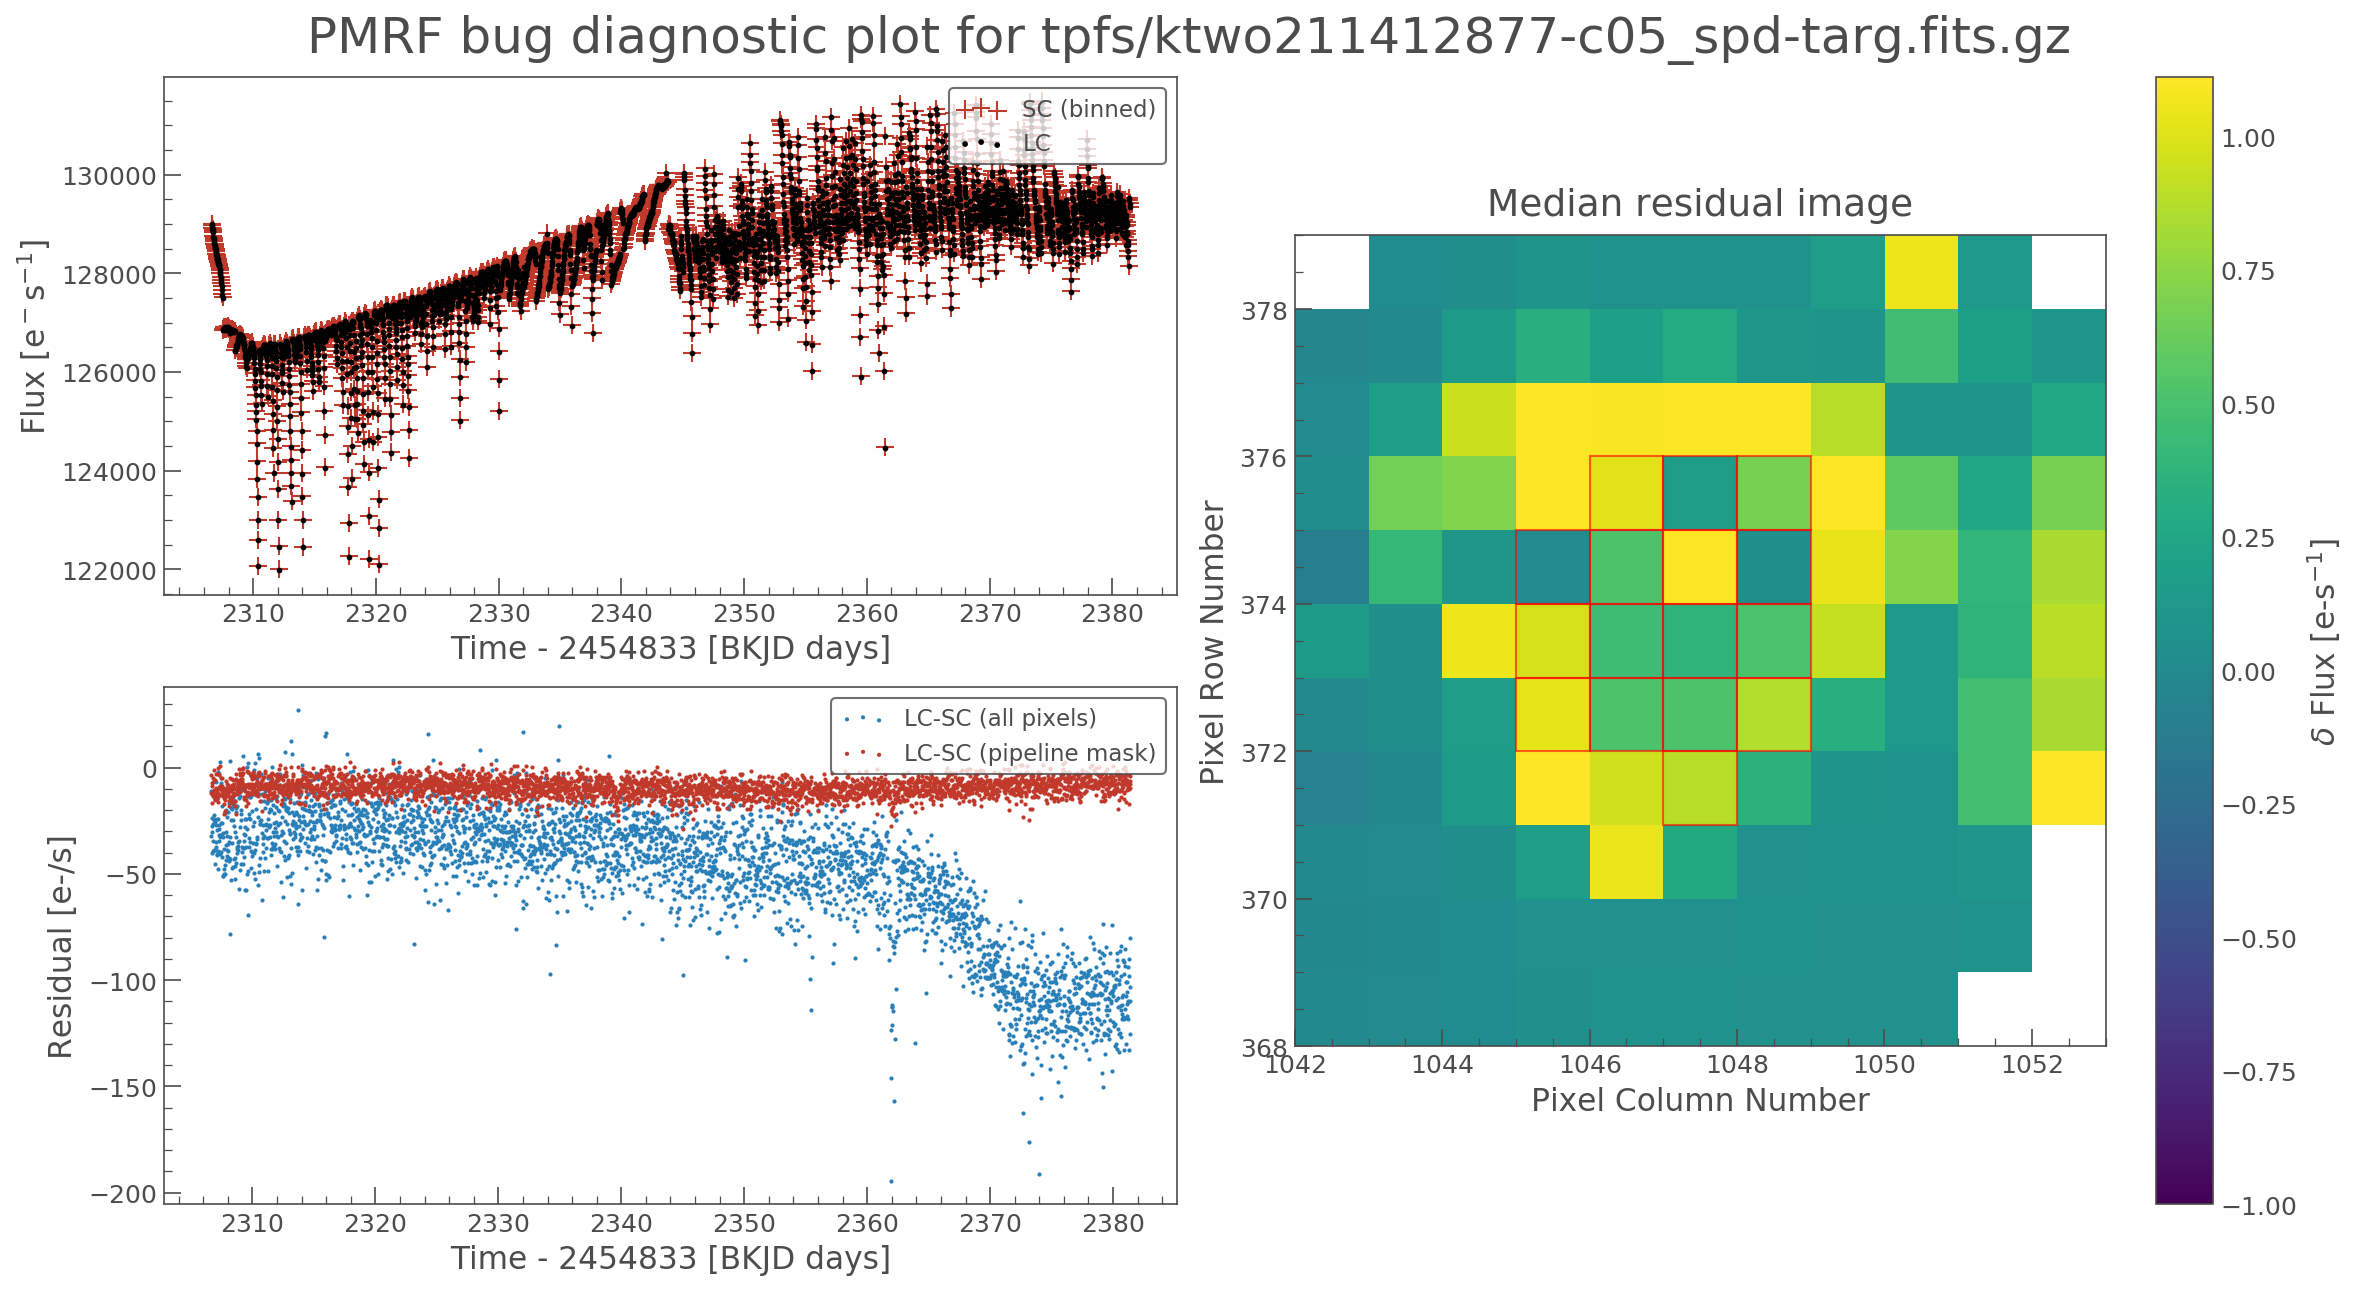 PMRF bug diagnostic plot for tpfs/ktwo211412877-c05_spd-targ.fits.gz
SC (binned)
LC
130000
128000
126000
124000
122000
Flux [e⁻ s⁻¹]
2310 2320 2330 2340 2350 2360 2370 2380
Time - 2454833 [BKJD days]
LC-SC (all pixels)
LC-SC (pipeline mask)
0
−50
−100
−150
−200
Residual [e-/s]
2310 2320 2330 2340 2350 2360 2370 2380
Time - 2454833 [BKJD days]
Median residual image
378
376
374
372
370
368
Pixel Row Number
1042 1044 1046 1048 1050 1052
Pixel Column Number
1.00
0.75
0.50
0.25
0.00
−0.25
−0.50
−0.75
−1.00
δ Flux [e-s⁻¹]